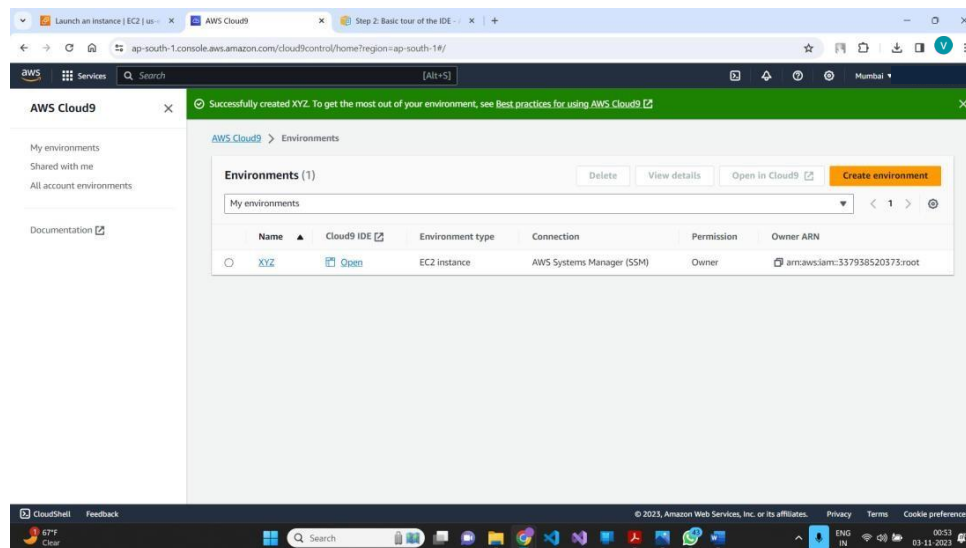 Launch an instance | EC2 | us-e
AWS Cloud9
Step 2: Basic tour of the IDE -
ap-south-1.console.aws.amazon.com/cloud9control/home?region=ap-south-1#/
V
aws Services Search [Alt+S] Mumbai
AWS Cloud9
Successfully created XYZ. To get the most out of your environment, see Best practices for using AWS Cloud9
AWS Cloud9 > Environments
My environments
Shared with me
All account environments
Documentation
Environments (1) Delete View details Open in Cloud9 Create environment
My environments 1
Name Cloud9 IDE Environment type Connection Permission Owner ARN
XYZ Open EC2 instance AWS Systems Manager (SSM) Owner arn:aws:iam::337938520373:root
CloudShell Feedback © 2023, Amazon Web Services, Inc. or its affiliates. Privacy Terms Cookie preference
1 67°F
Clear
Search
ENG
IN
00:53
03-11-2023